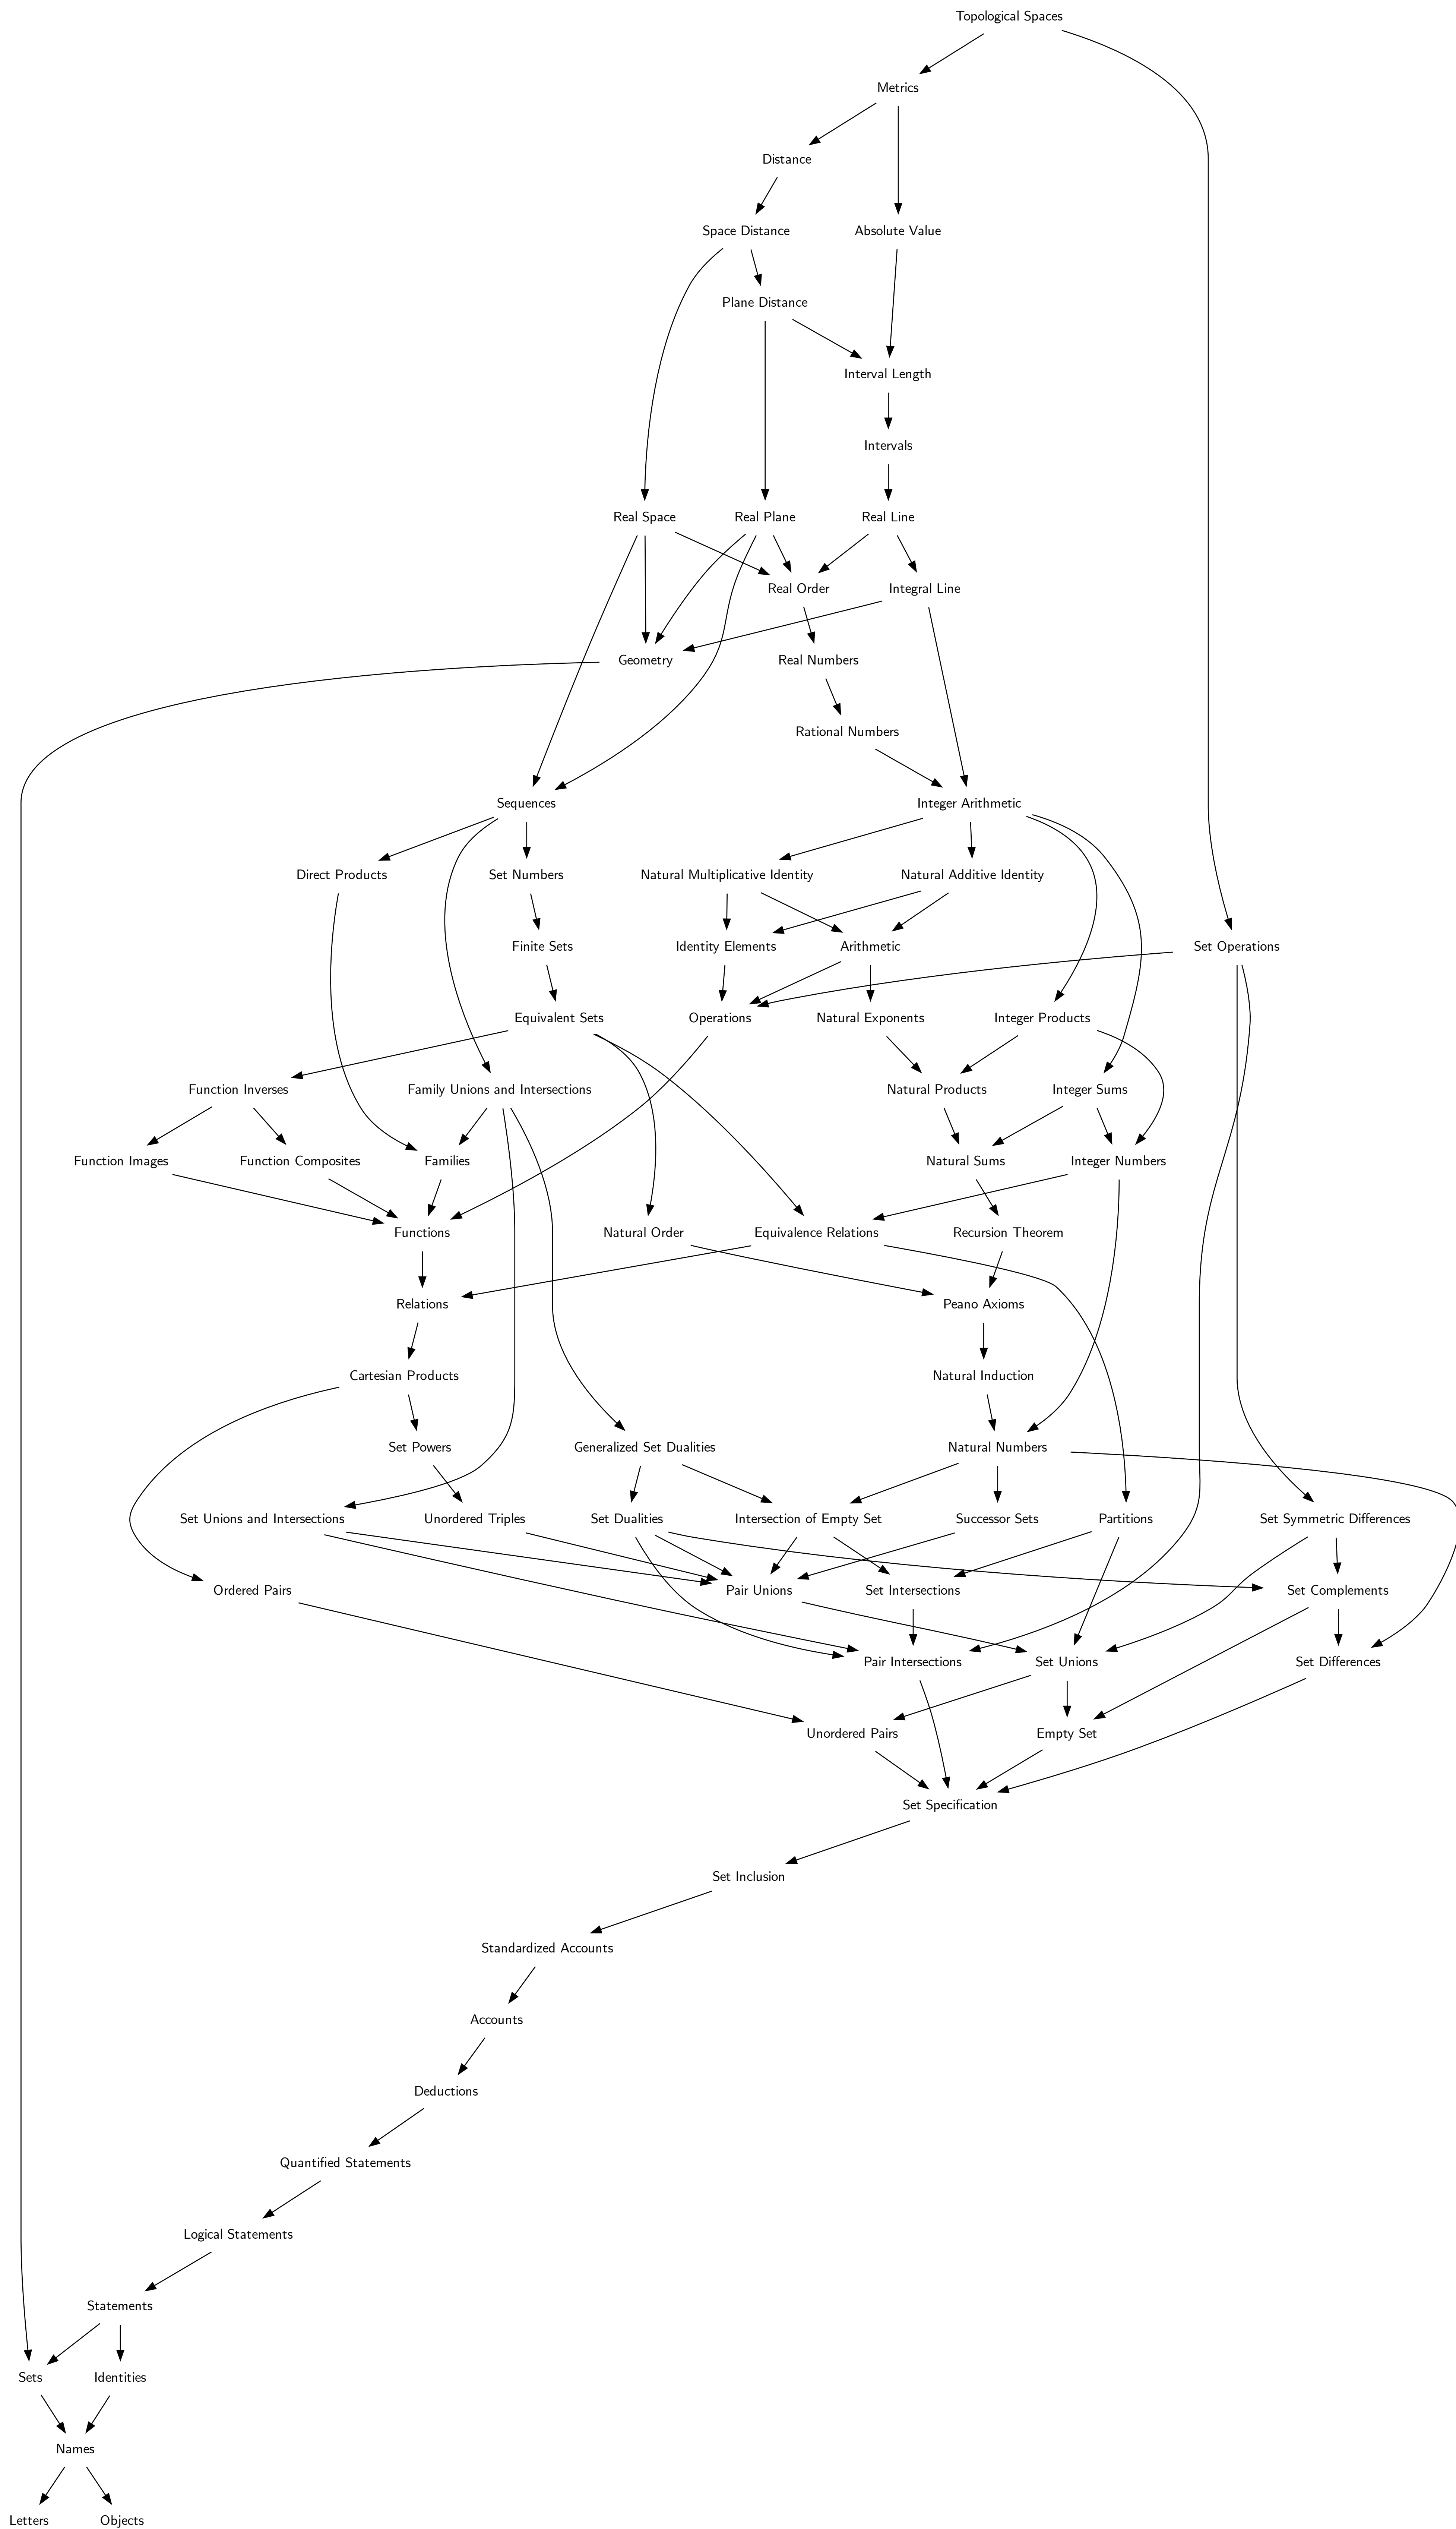 Topological Spaces
Metrics
Distance
Space Distance
Absolute Value
Plane Distance
Interval Length
Intervals
Real Space
Real Plane
Real Line
Real Order
Integral Line
Geometry
Real Numbers
Rational Numbers
Sequences
Integer Arithmetic
Direct Products
Set Numbers
Natural Multiplicative Identity
Natural Additive Identity
Finite Sets
Identity Elements
Arithmetic
Set Operations
Equivalent Sets
Operations
Natural Exponents
Integer Products
Function Inverses
Family Unions and Intersections
Natural Products
Integer Sums
Function Images
Function Composites
Families
Natural Sums
Integer Numbers
Functions
Natural Order
Equivalence Relations
Recursion Theorem
Relations
Peano Axioms
Cartesian Products
Natural Induction
Set Powers
Generalized Set Dualities
Natural Numbers
Set Unions and Intersections
Unordered Triples
Set Dualities
Intersection of Empty Set
Successor Sets
Partitions
Set Symmetric Differences
Ordered Pairs
Pair Unions
Set Intersections
Set Complements
Pair Intersections
Set Unions
Set Differences
Unordered Pairs
Empty Set
Set Specification
Set Inclusion
Standardized Accounts
Accounts
Deductions
Quantified Statements
Logical Statements
Statements
Sets
Identities
Names
Letters
Objects